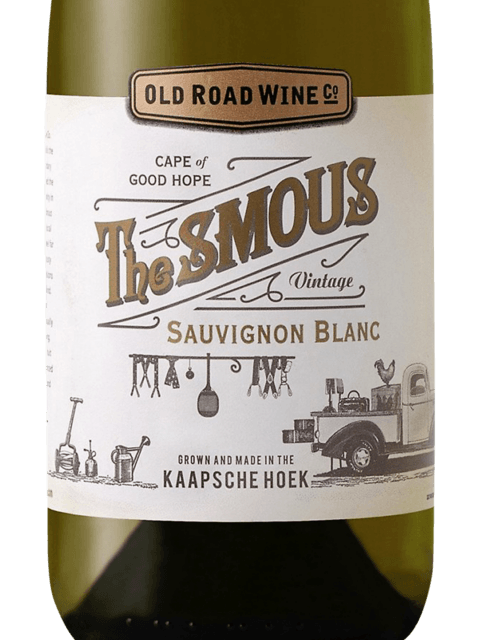 OLD ROAD WINE Co
CAPE of
GOOD HOPE
The SMOUS
Vintage
SAUVIGNON BLANC
GROWN AND MADE IN THE
KAAPSCHE HOEK